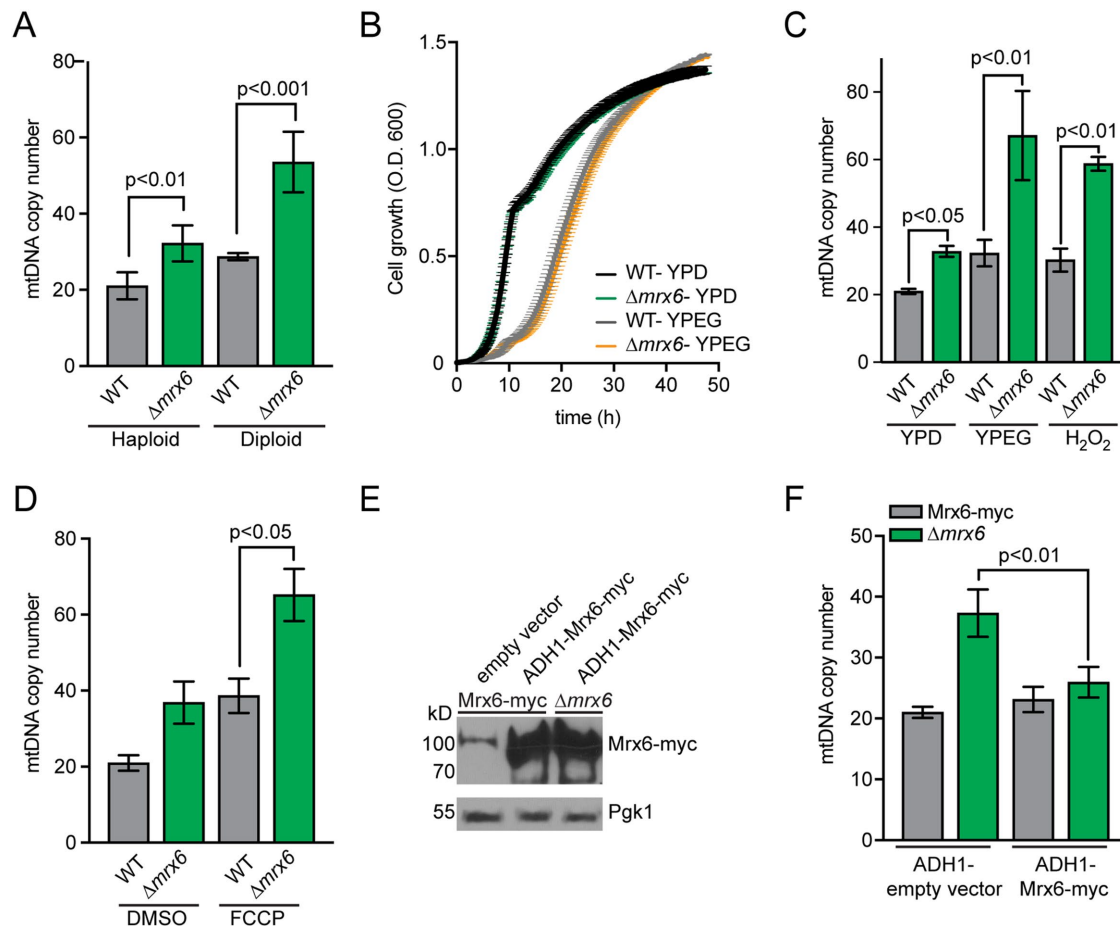 A
mtDNA copy number
80
60
40
20
0
p<0.01
p<0.001
WT
Δmrx6
WT
Δmrx6
Haploid
Diploid
B
Cell growth (O.D. 600)
1.5
1.0
0.5
0
WT- YPD
Δmrx6- YPD
WT- YPEG
Δmrx6- YPEG
0
10
20
30
40
50
time (h)
C
mtDNA copy number
80
60
40
20
0
p<0.05
p<0.01
p<0.01
WT
Δmrx6
WT
Δmrx6
WT
Δmrx6
YPD
YPEG
H₂O₂
D
mtDNA copy number
80
60
40
20
0
p<0.05
WT
Δmrx6
WT
Δmrx6
DMSO
FCCP
E
empty vector
ADH1-Mrx6-myc
ADH1-Mrx6-myc
Mrx6-myc
Δmrx6
kD
100
70
Mrx6-myc
55
Pgk1
F
Mrx6-myc
Δmrx6
mtDNA copy number
50
40
30
20
10
0
p<0.01
ADH1-
empty vector
ADH1-
Mrx6-myc